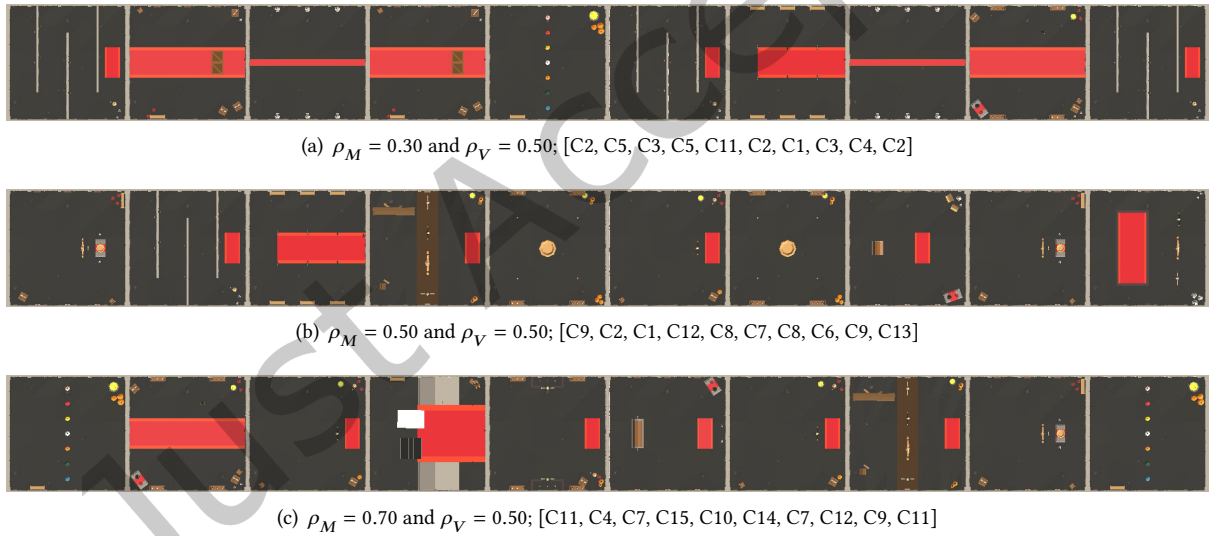 (a) ρM = 0.30 and ρV = 0.50; [C2, C5, C3, C5, C11, C2, C1, C3, C4, C2]
(b) ρM = 0.50 and ρV = 0.50; [C9, C2, C1, C12, C8, C7, C8, C6, C9, C13]
(c) ρM = 0.70 and ρV = 0.50; [C11, C4, C7, C15, C10, C14, C7, C12, C9, C11]
Just Accep